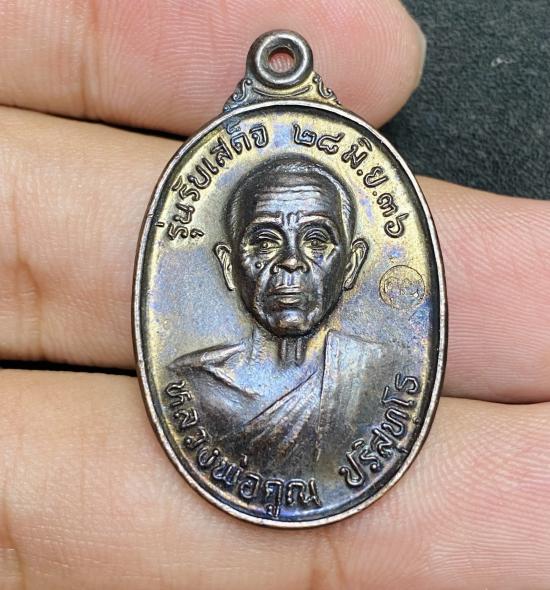 รุ่นรับเสด็จ ๒๘ มิ.ย.๓๖
หลวงพ่อคูณ ปริสุทฺโธ